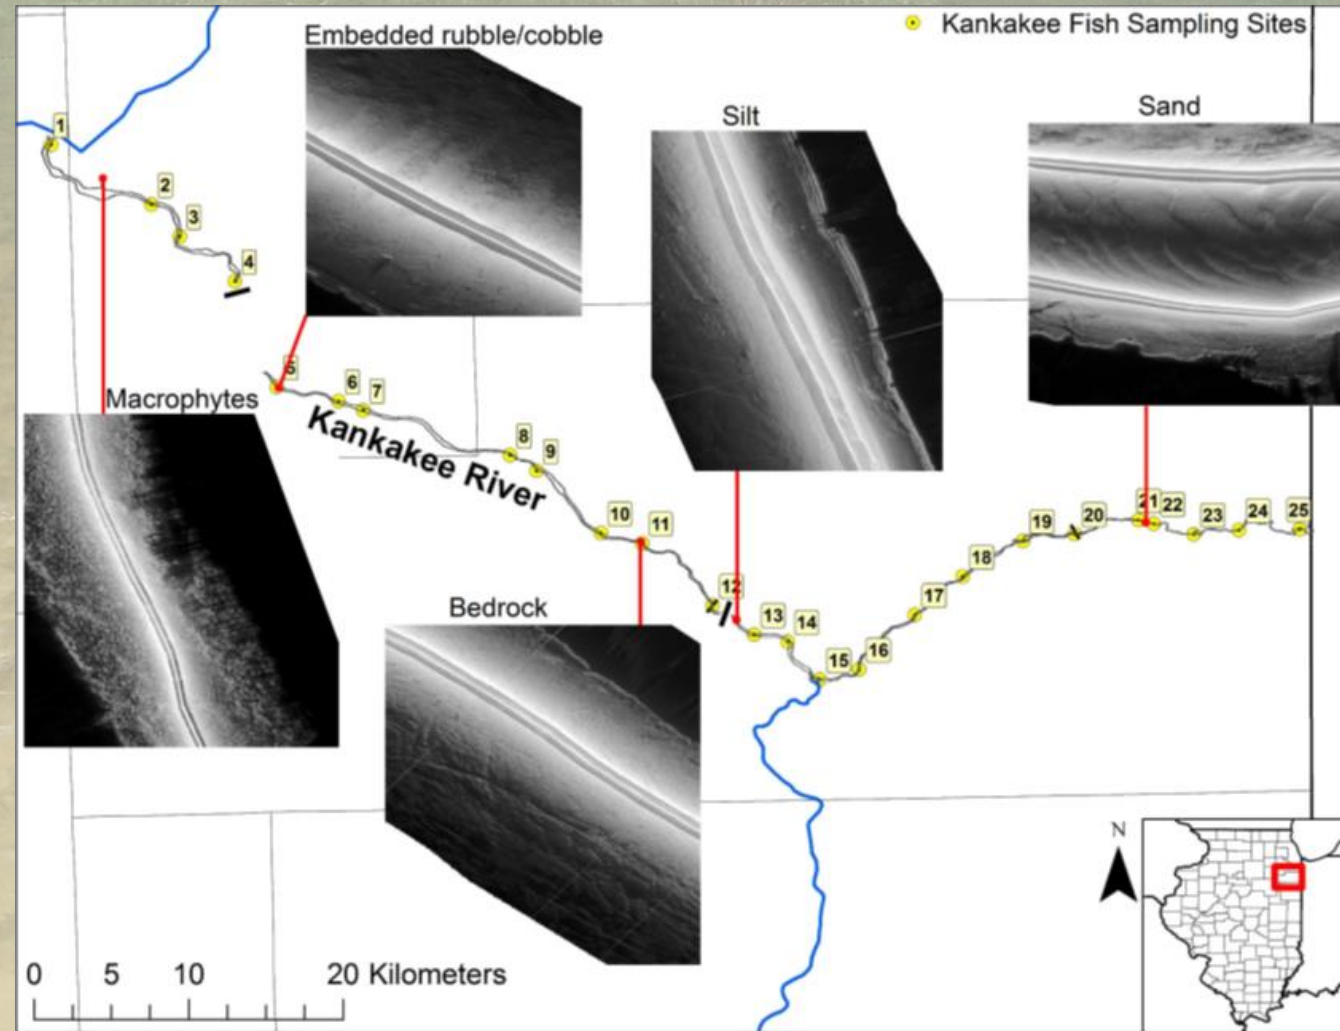 Kankakee Fish Sampling Sites
Embedded rubble/cobble
Silt
Sand
1
2
3
4
Macrophytes
5
6
7
Kankakee River
8
9
10
11
12
13
14
15
16
17
18
19
20
21
22
23
24
25
Bedrock
N
0 5 10 20 Kilometers